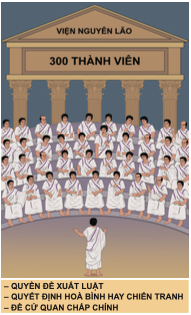 VIỆN NGUYÊN LÃO
300 THÀNH VIÊN
– QUYỀN ĐỀ XUẤT LUẬT
– QUYẾT ĐỊNH HOÀ BÌNH HAY CHIẾN TRANH
– ĐỀ CỬ QUAN CHẤP CHÍNH